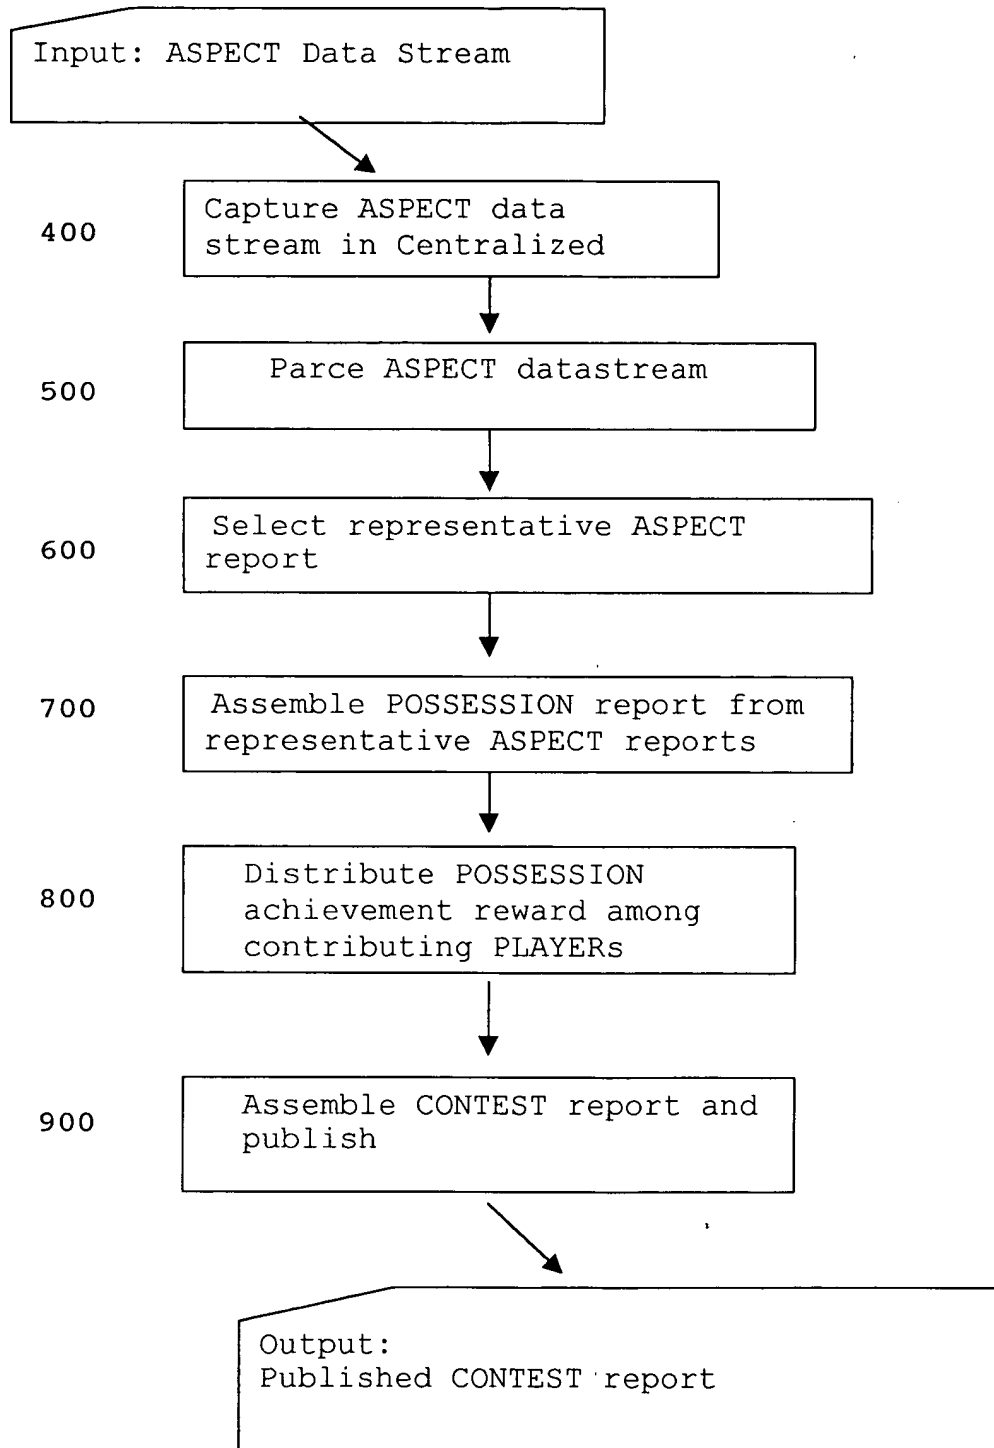 Input: ASPECT Data Stream
400
Capture ASPECT data
stream in Centralized
500
Parce ASPECT datastream
600
Select representative ASPECT
report
700
Assemble POSSESSION report from
representative ASPECT reports
800
Distribute POSSESSION
achievement reward among
contributing PLAYERs
900
Assemble CONTEST report and
publish
Output:
Published CONTEST report